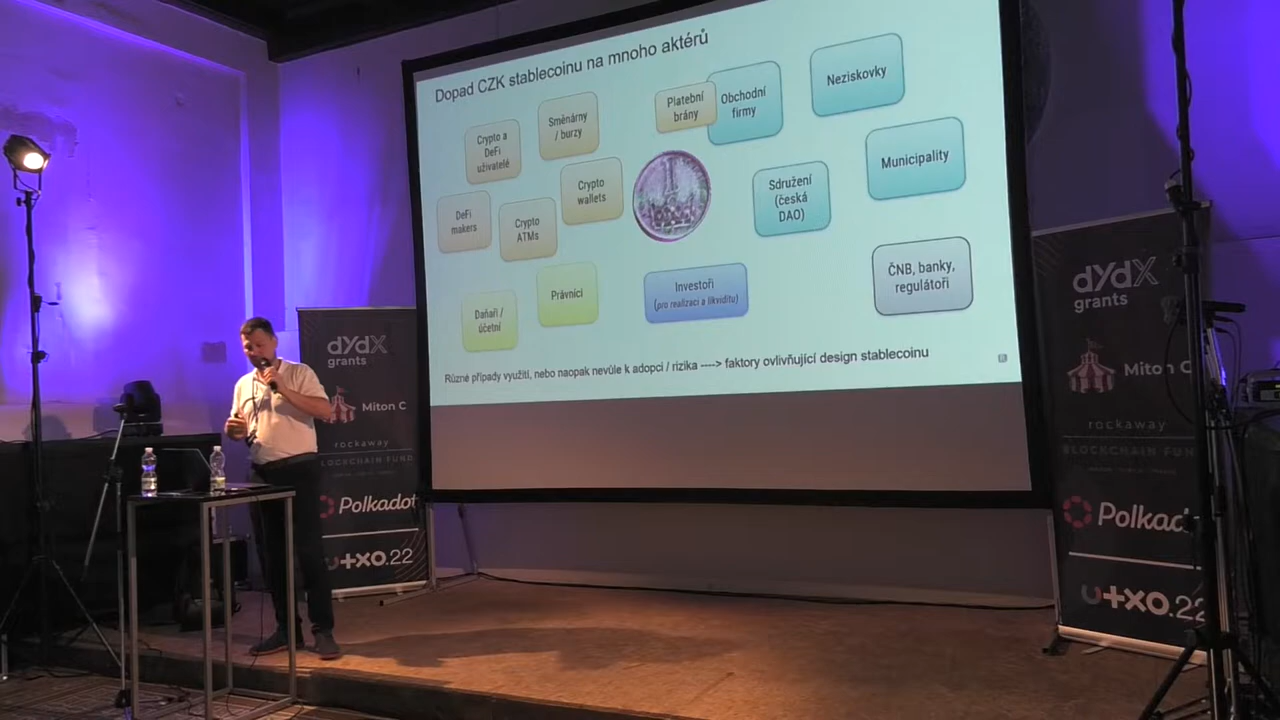 Dopad CZK stablecoinu na mnoho aktérů
Crypto a
DeFi
uživatelé
Směnárny
/ burzy
Platební
brány
Obchodní
firmy
Neziskovky
DeFi
makers
Crypto
ATMs
Crypto
wallets
Sdružení
(česká
DAO)
Municipality
Daňaři /
účetní
Právníci
Investoři
(pro realizaci a likviditu)
ČNB, banky,
regulátoři
Různé případy využití, nebo naopak nevůle k adopci / rizika ----> faktory ovlivňující design stablecoinu
dYdX
grants
Miton C
rockaway
BLOCKCHAIN FUND
Polkadot
u+xo.22
dYdX
grants
Miton C
rockaway
BLOCKCHAIN FUN
Polkad
u+xo.22